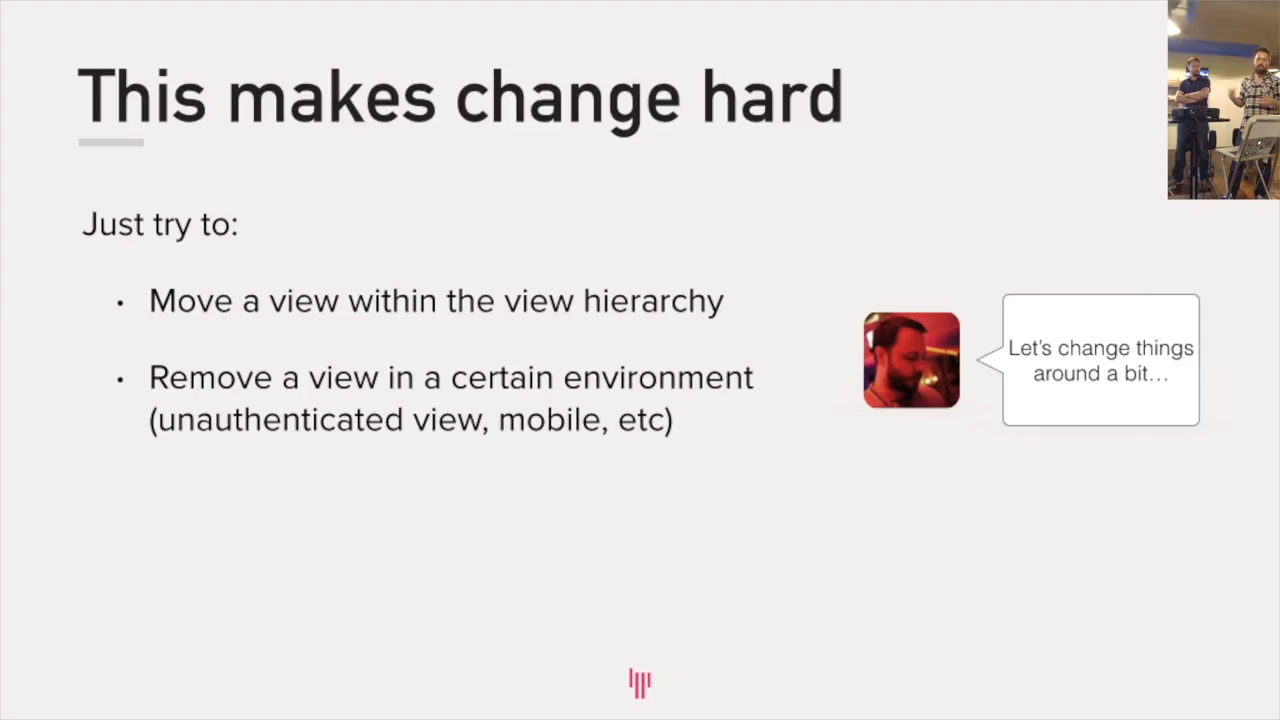 This makes change hard
Just try to:
• Move a view within the view hierarchy
• Remove a view in a certain environment
(unauthenticated view, mobile, etc)
Let's change things
around a bit...